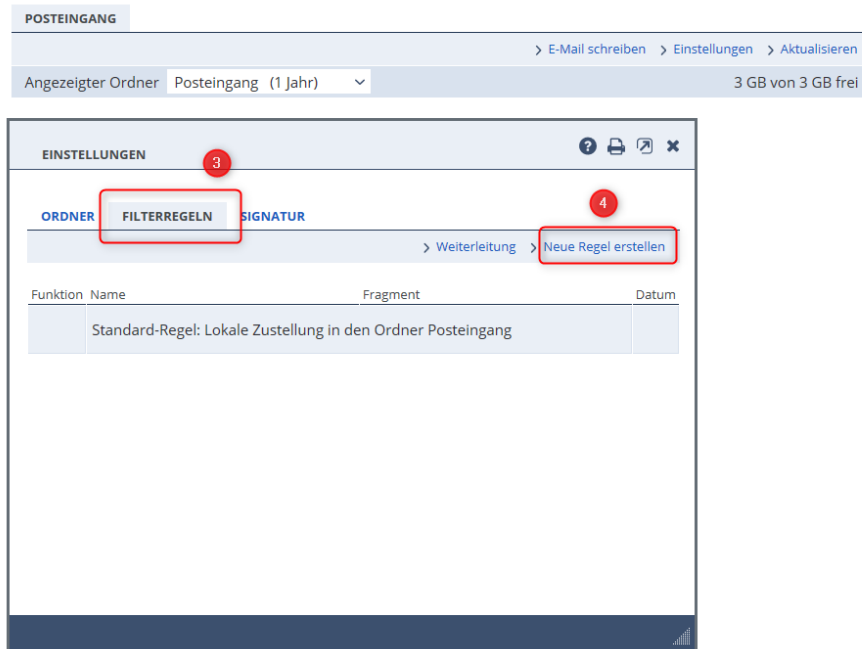 POSTEINGANG
E-Mail schreiben Einstellungen Aktualisieren
Angezeigter Ordner Posteingang (1 Jahr) 3 GB von 3 GB frei
EINSTELLUNGEN
3
4
ORDNER FILTERREGELN SIGNATUR
Weiterleitung Neue Regel erstellen
Funktion Name Fragment Datum
Standard-Regel: Lokale Zustellung in den Ordner Posteingang